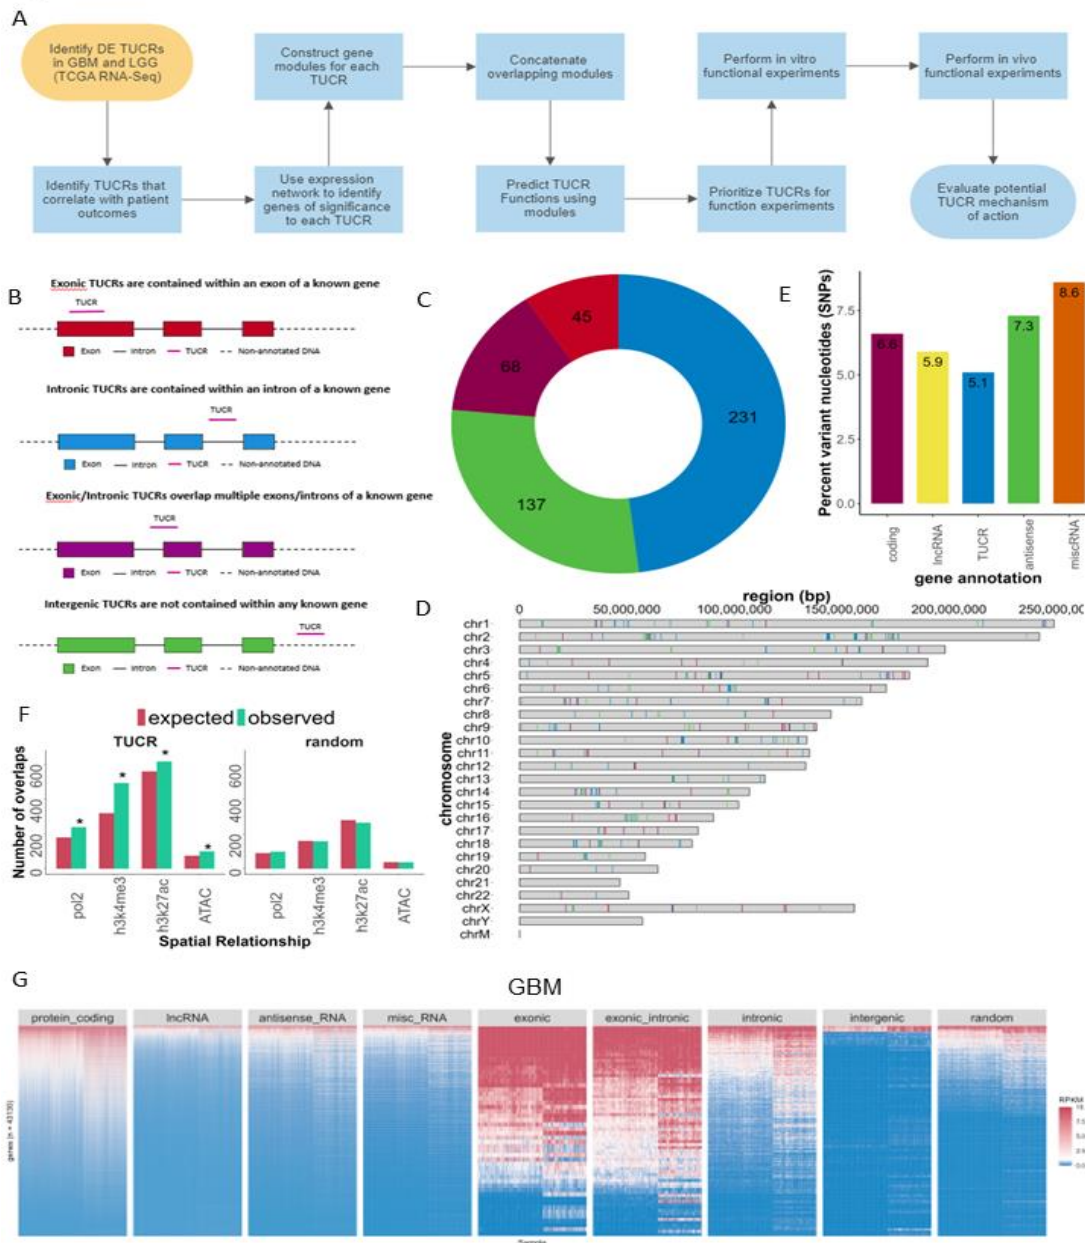 A
Identify DE TUCRs
in GBM and LGG
(TCGA RNA-Seq)
Construct gene
modules for each
TUCR
Concatenate
overlapping modules
Perform in vitro
functional experiments
Perform in vivo
functional experiments
Identify TUCRs that
correlate with patient
outcomes
Use expression
network to identify
genes of significance
to each TUCR
Predict TUCR
Functions using
modules
Prioritize TUCRs for
function experiments
Evaluate potential
TUCR mechanism
of action
B
Exonic TUCRs are contained within an exon of a known gene
TUCR
Exon Intron TUCR Non-annotated DNA
Intronic TUCRs are contained within an intron of a known gene
TUCR
Exon Intron TUCR Non-annotated DNA
Exonic/Intronic TUCRs overlap multiple exons/introns of a known gene
TUCR
Exon Intron TUCR Non-annotated DNA
Intergenic TUCRs are not contained within any known gene
TUCR
Exon Intron TUCR Non-annotated DNA
C
45
68
231
137
E
Percent variant nucleotides (SNPs)
7.5
5.0
2.5
0.0
6.6
5.9
5.1
7.3
8.6
coding
lncRNA
TUCR
antisense
miscRNA
gene annotation
D
region (bp)
0 50,000,000 100,000,000 150,000,000 200,000,000 250,000,0
chromosome
chr1
chr2
chr3
chr4
chr5
chr6
chr7
chr8
chr9
chr10
chr11
chr12
chr13
chr14
chr15
chr16
chr17
chr18
chr19
chr20
chr21
chr22
chrX
chrY
chrM
F
expected observed
TUCR random
Number of overlaps
600
400
200
0
* * * *
600
400
200
0
pol2
h3k4me3
h3k27ac
ATAC
pol2
h3k4me3
h3k27ac
ATAC
Spatial Relationship
G
GBM
protein_coding lncRNA antisense_RNA misc_RNA exonic exonic_intronic intronic intergenic random
RPKM